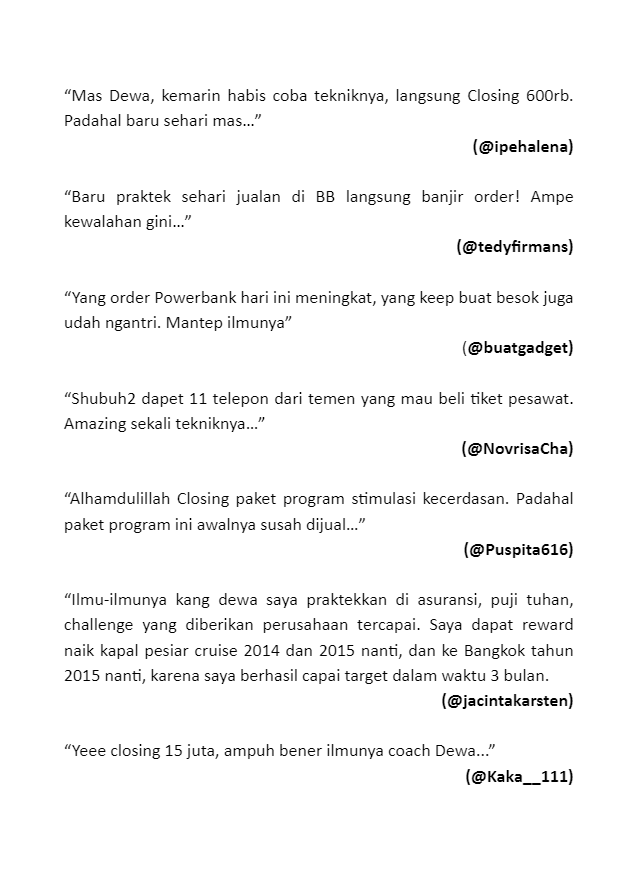 “Mas Dewa, kemarin habis coba tekniknya, langsung Closing 600rb.
Padahal baru sehari mas…”
(@ipehalena)
“Baru praktek sehari jualan di BB langsung banjir order! Ampe
kewalahan gini…”
(@tedyfirmans)
“Yang order Powerbank hari ini meningkat, yang keep buat besok juga
udah ngantri. Mantep ilmunya”
(@buatgadget)
“Shubuh2 dapet 11 telepon dari temen yang mau beli tiket pesawat.
Amazing sekali tekniknya…”
(@NovrisaCha)
“Alhamdulillah Closing paket program stimulasi kecerdasan. Padahal
paket program ini awalnya susah dijual…”
(@Puspita616)
“Ilmu-ilmunya kang dewa saya praktekkan di asuransi, puji tuhan,
challenge yang diberikan perusahaan tercapai. Saya dapat reward
naik kapal pesiar cruise 2014 dan 2015 nanti, dan ke Bangkok tahun
2015 nanti, karena saya berhasil capai target dalam waktu 3 bulan.
(@jacintakarsten)
“Yeee closing 15 juta, ampuh bener ilmunya coach Dewa...”
(@Kaka__111)